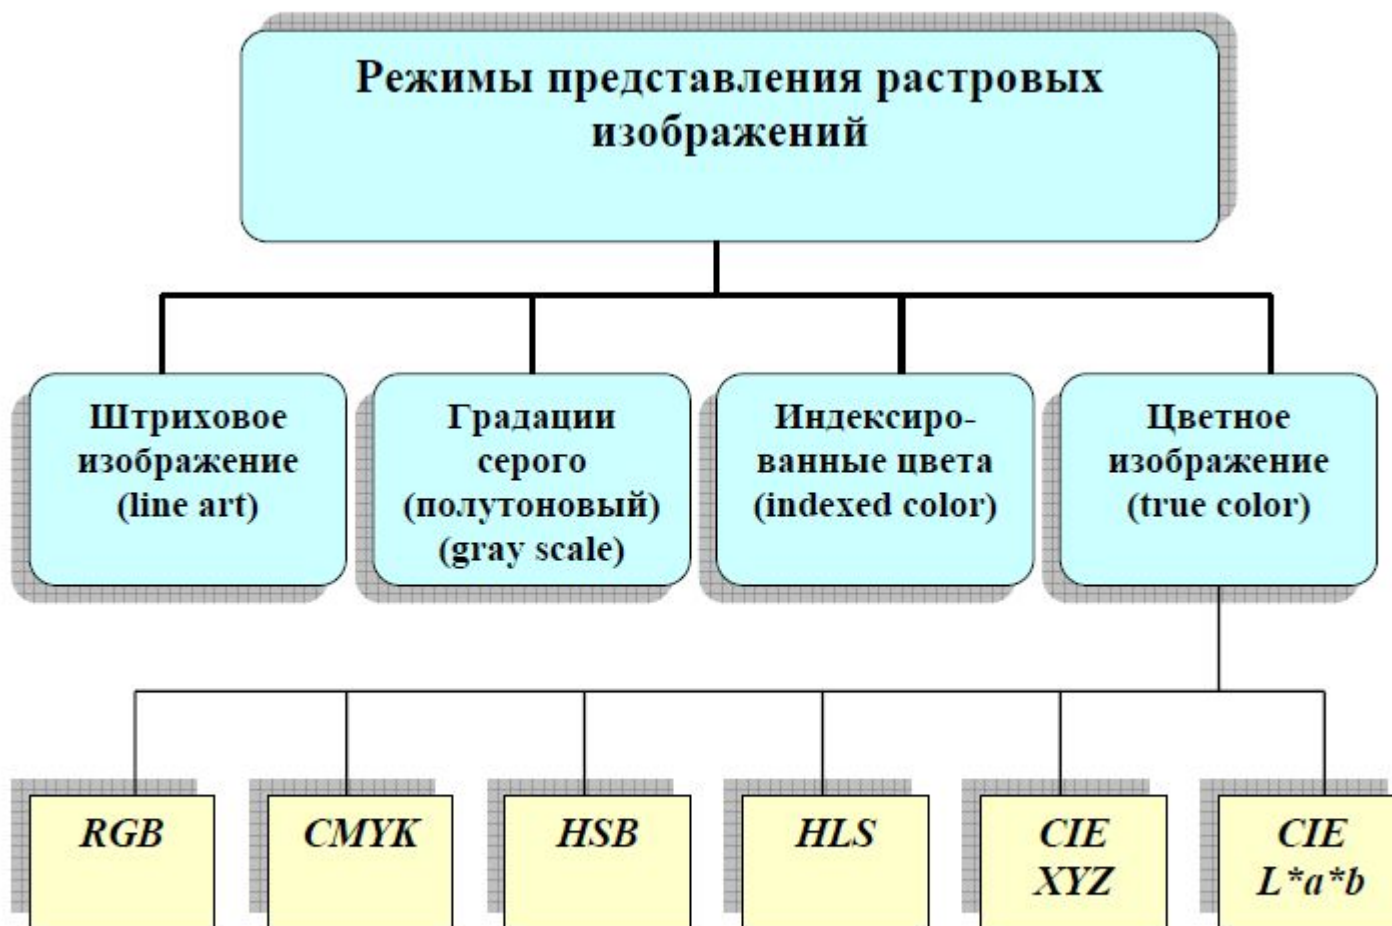 Режимы представления растровых
изображений
Штриховое
изображение
(line art)
Градации
серого
(полутоновый)
(gray scale)
Индексиро-
ванные цвета
(indexed color)
Цветное
изображение
(true color)
RGB
CMYK
HSB
HLS
CIE
XYZ
CIE
L*a*b